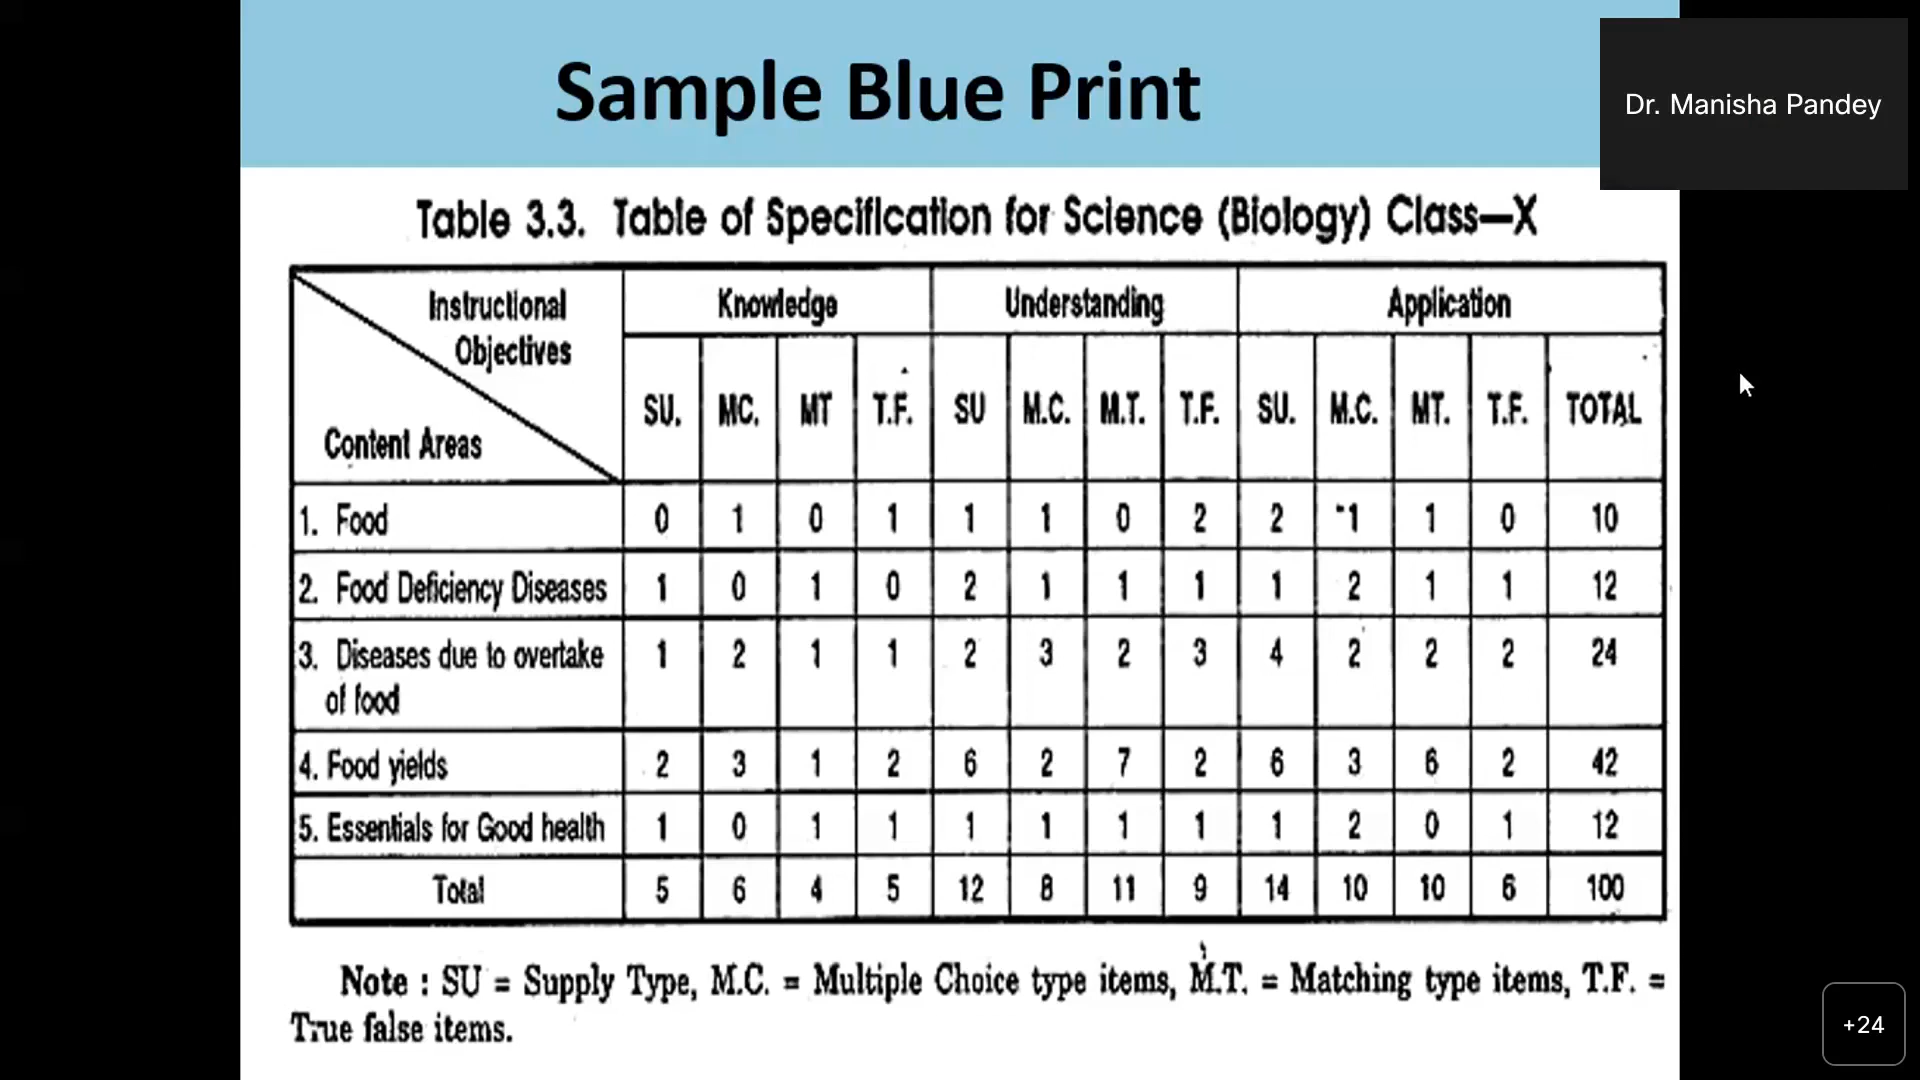 Sample Blue Print
Dr. Manisha Pandey
Table 3.3. Table of Specification for Science (Biology) Class—X
Instructional Objectives
Content Areas
Knowledge Understanding Application
SU. MC. MT T.F. SU M.C. M.T. T.F. SU. M.C. MT. T.F. TOTAL
1. Food 0 1 0 1 1 1 0 2 2 1 1 0 10
2. Food Deficiency Diseases 1 0 1 0 2 1 1 1 1 2 1 1 12
3. Diseases due to overtake of food 1 2 1 1 2 3 2 3 4 2 2 2 24
4. Food yields 2 3 1 2 6 2 7 2 6 3 6 2 42
5. Essentials for Good health 1 0 1 1 1 1 1 1 1 2 0 1 12
Total 5 6 4 5 12 8 11 9 14 10 10 6 100
Note : SU = Supply Type, M.C. = Multiple Choice type items, M.T. = Matching type items, T.F. =
True false items.
+24